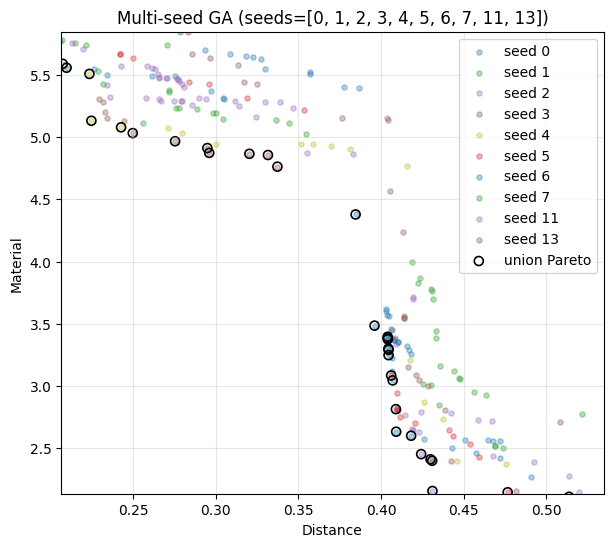 Multi-seed GA (seeds=[0, 1, 2, 3, 4, 5, 6, 7, 11, 13])
seed 0
seed 1
seed 2
seed 3
seed 4
seed 5
seed 6
seed 7
seed 11
seed 13
union Pareto
Material
5.5
5.0
4.5
4.0
3.5
3.0
2.5
0.25 0.30 0.35 0.40 0.45 0.50
Distance